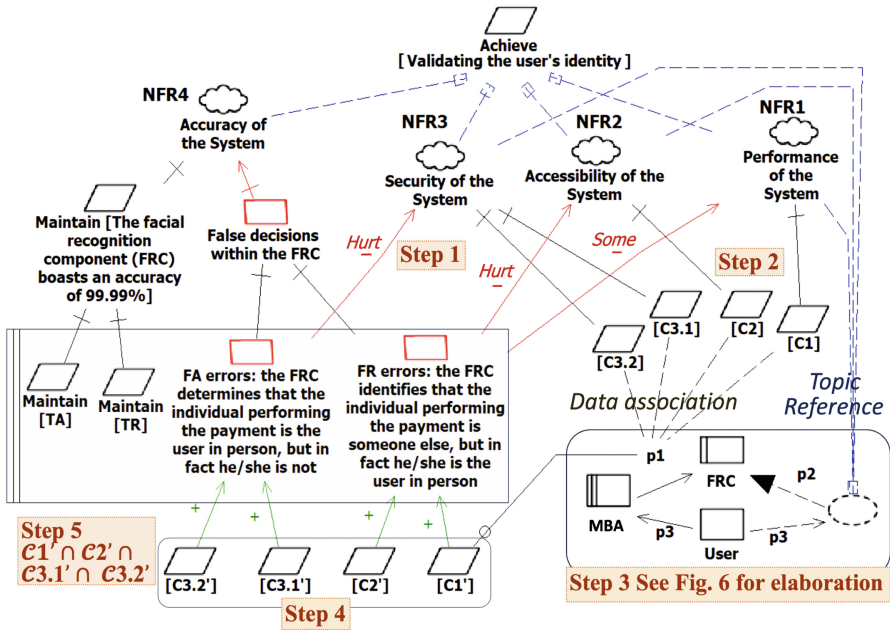 Achieve
[ Validating the user's identity ]
NFR4
Accuracy of
the System
NFR3
Security of the
System
NFR2
Accessibility of the
System
NFR1
Performance
of the
System
Maintain [The facial
recognition
component (FRC)
boasts an accuracy
of 99.99%]
False decisions
within the FRC
Hurt
-
Step 1
Hurt
-
Some
-
Step 2
[C3.2]
[C3.1]
[C2]
[C1]
Maintain
[TA]
Maintain
[TR]
FA errors: the FRC
determines that the
individual performing
the payment is the
user in person, but in
fact he/she is not
FR errors: the FRC
identifies that the
individual performing
the payment is
someone else, but in
fact he/she is the
user in person
Data association
Topic
Reference
p1
FRC
p2
MBA
p3
User
p3
+
+
+
+
Step 5
C1' ∩ C2' ∩
C3.1' ∩ C3.2'
[C3.2']
[C3.1']
[C2']
[C1']
Step 4
Step 3 See Fig. 6 for elaboration